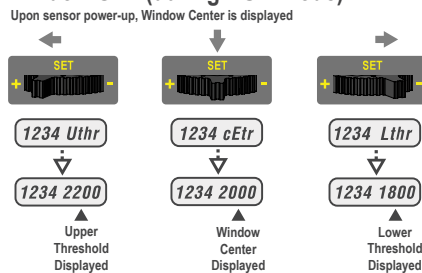 Upon sensor power-up, Window Center is displayed
SET
+ -
SET
+ -
SET
+ -
1234 Uthr
1234 cEtr
1234 Lthr
1234 2200
1234 2000
1234 1800
Upper
Threshold
Displayed
Window
Center
Displayed
Lower
Threshold
Displayed